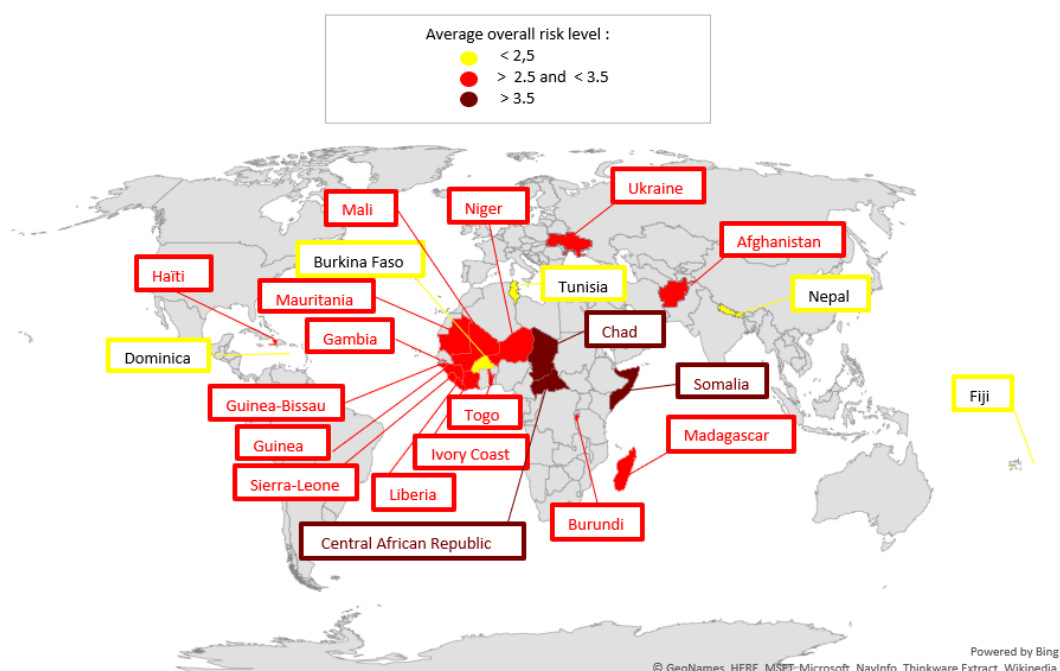 Average overall risk level :
< 2,5
> 2.5 and < 3.5
> 3.5
Ukraine
Mali
Niger
Afghanistan
Burkina Faso
Haïti
Tunisia
Mauritania
Nepal
Chad
Gambia
Dominica
Somalia
Fiji
Guinea-Bissau
Togo
Madagascar
Guinea
Ivory Coast
Sierra-Leone
Liberia
Burundi
Central African Republic
Powered by Bing
© GeoNames, HERE, MSFT, Microsoft, NavInfo, Thinkware Extract, Wikipedia